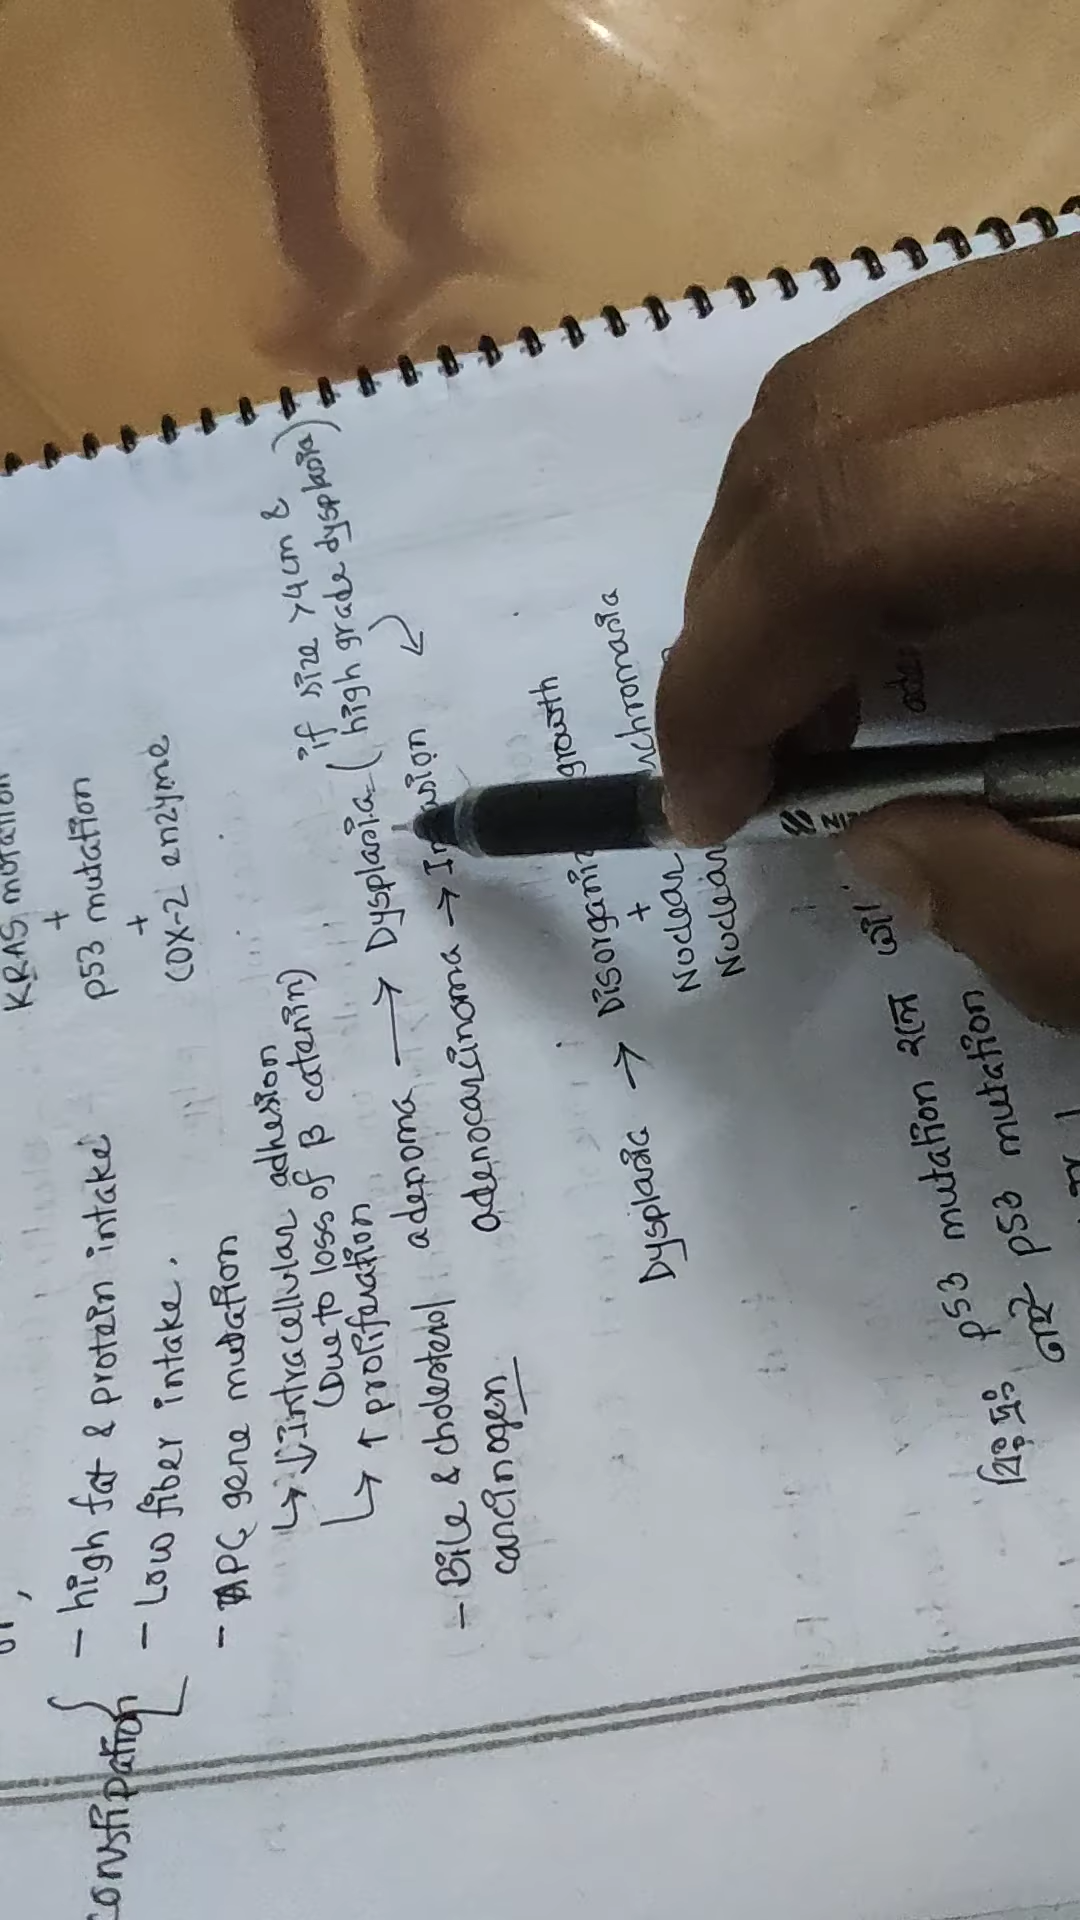 KRAS mutation
+
P53 mutation
+
COX-2 enzyme
constipation
- high fat & protein intake
- Low fiber intake.
- APC gene mutation
↳ ↓ intracellular adhesion
(Due to loss of β catenin)
↳ ↑ proliferation
if size >4cm &
(high grade dysplasia)
adenoma → Dysplasia
adenocarcinoma →
- Bile & cholesterol
carcinogen
Dysplasia → growth
+
Nuclear
Nuclear
P53 mutation হলে
P53 mutation